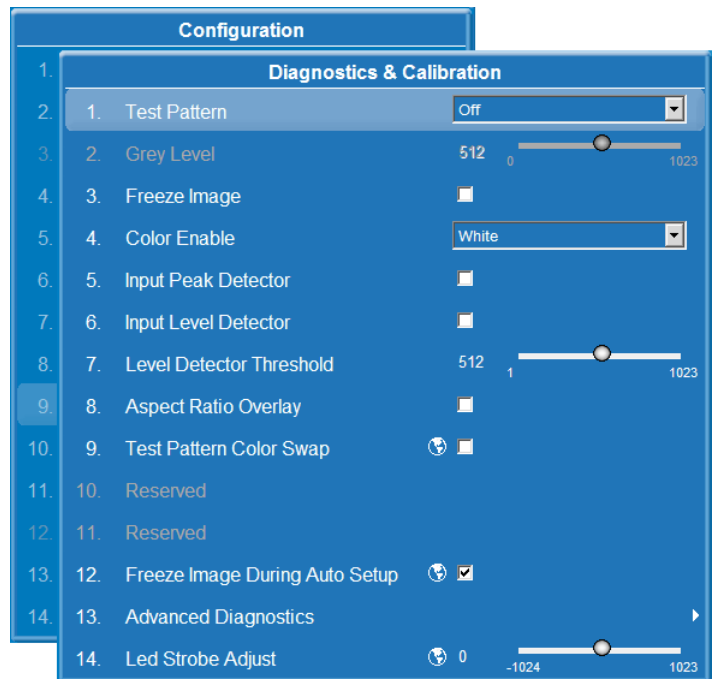 Configuration
1.
2.
3.
4.
5.
6.
7.
8.
9.
10.
11.
12.
13.
14.
Diagnostics & Calibration
1. Test Pattern Off
2. Grey Level 512 0 1023
3. Freeze Image
4. Color Enable White
5. Input Peak Detector
6. Input Level Detector
7. Level Detector Threshold 512 1 1023
8. Aspect Ratio Overlay
9. Test Pattern Color Swap
10. Reserved
11. Reserved
12. Freeze Image During Auto Setup
13. Advanced Diagnostics
14. Led Strobe Adjust 0 -1024 1023